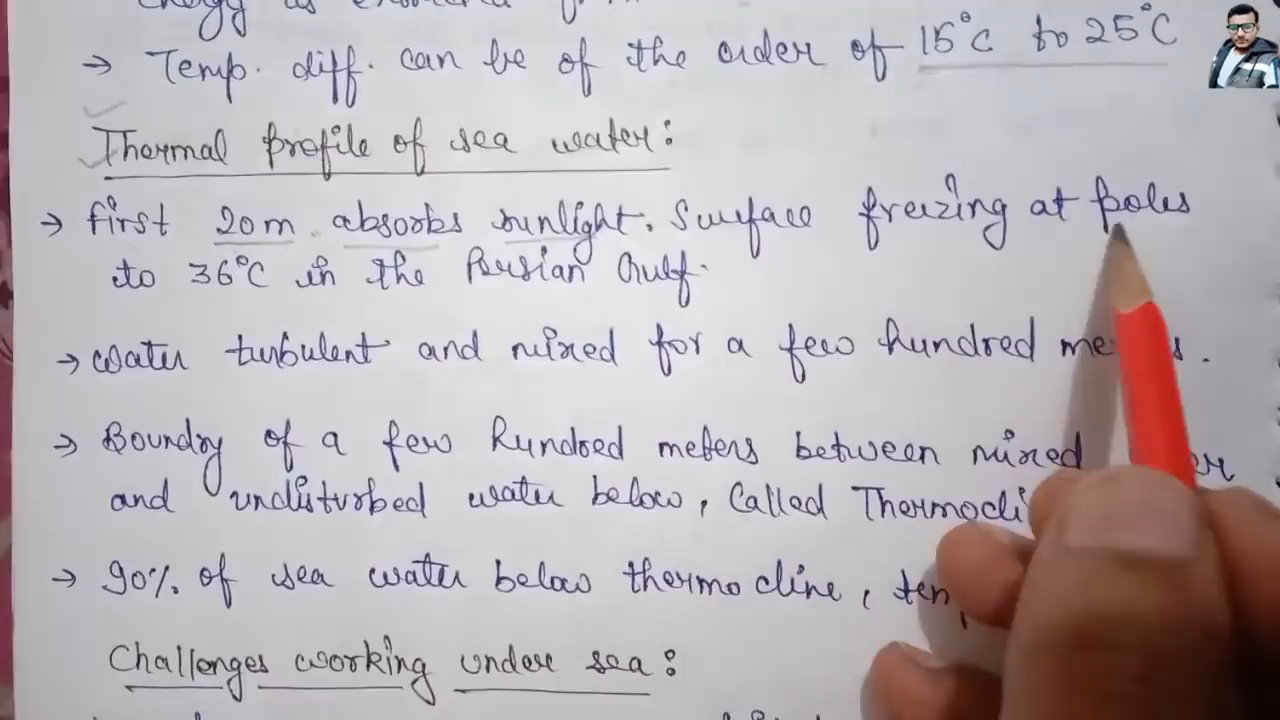 → Temp. diff. can be of the order of 15°C to 25°C
Thermal Profile of sea water:
→ first 20m absorbs sunlight. Surface freizing at poles
to 36°C in the Persian Gulf.
→ Water turbulent and mixed for a few hundred
→ Boundry of a few hundred meters between mixed
and undisturbed water below, Called
→ 90% of sea water below thermocline,
Challenges working under sea: